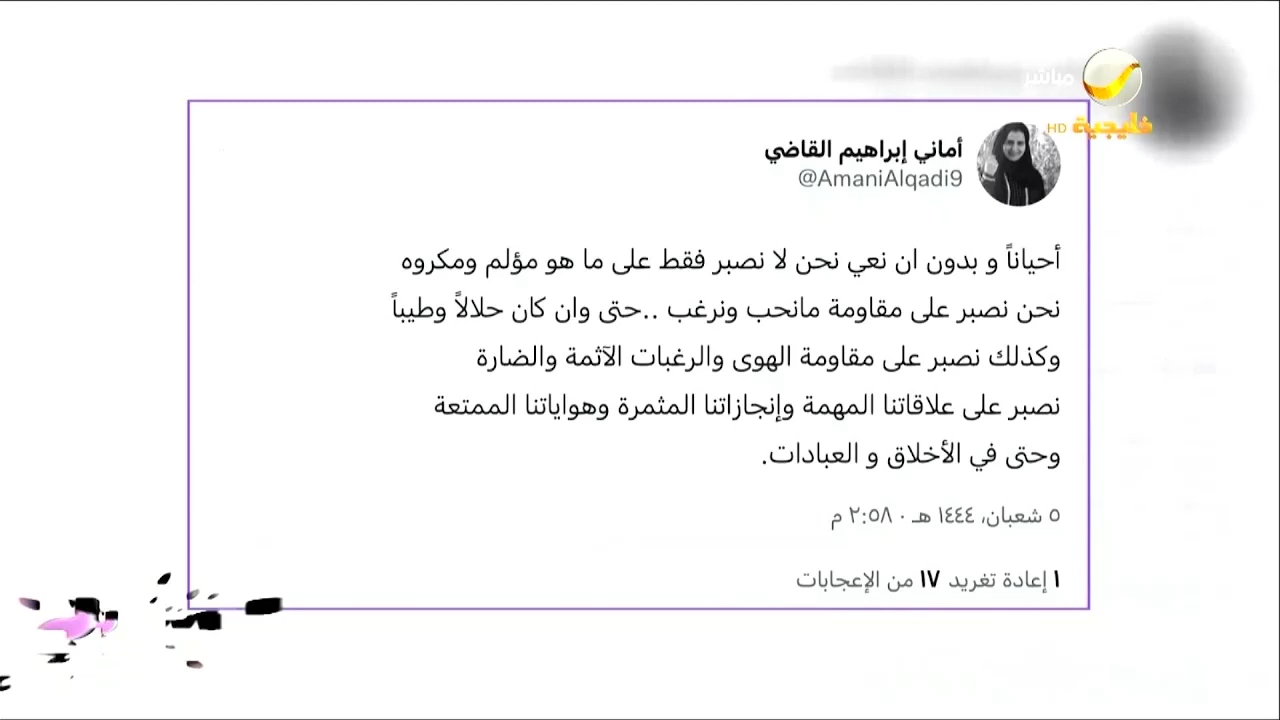 مباشر
خليجية HD
أماني إبراهيم القاضي
@AmaniAlqadi9
أحياناً و بدون ان نعي نحن لا نصبر فقط على ما هو مؤلم ومكروه
نحن نصبر على مقاومة مانحب ونرغب ..حتى وان كان حلالاً وطيباً
وكذلك نصبر على مقاومة الهوى والرغبات الآثمة والضارة
نصبر على علاقاتنا المهمة وإنجازاتنا المثمرة وهواياتنا الممتعة
وحتى في الأخلاق و العبادات.
٥ شعبان، ١٤٤٤ هـ · ٢:٥٨ م
١ إعادة تغريد ١٧ من الإعجابات